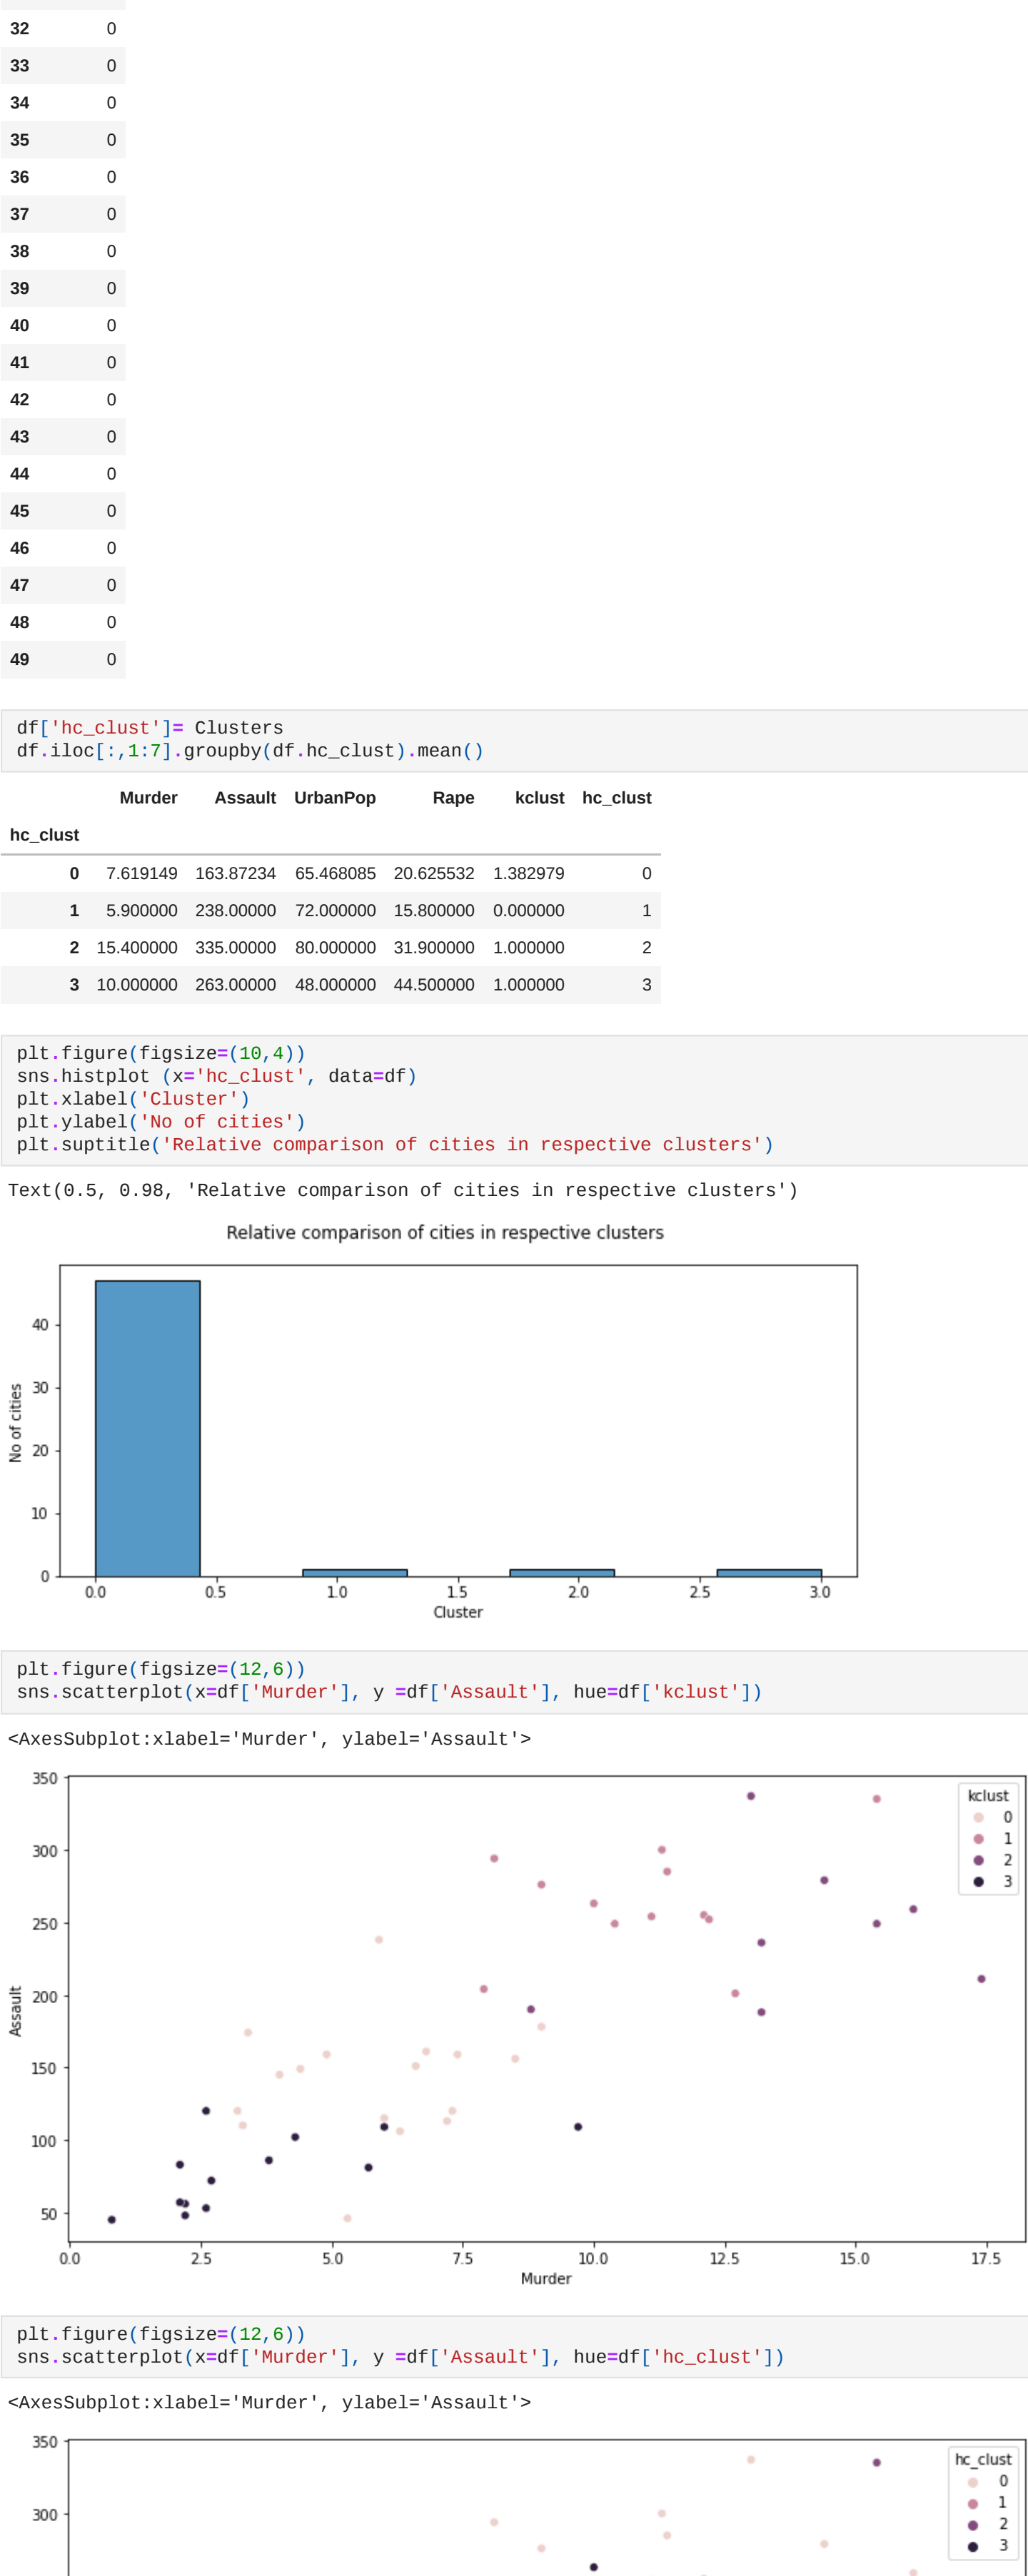 32 0
33 0
34 0
35 0
36 0
37 0
38 0
39 0
40 0
41 0
42 0
43 0
44 0
45 0
46 0
47 0
48 0
49 0
df['hc_clust']= Clusters
df.iloc[:,1:7].groupby(df.hc_clust).mean()
Murder Assault UrbanPop Rape kclust hc_clust
hc_clust
0 7.619149 163.87234 65.468085 20.625532 1.382979 0
1 5.900000 238.00000 72.000000 15.800000 0.000000 1
2 15.400000 335.00000 80.000000 31.900000 1.000000 2
3 10.000000 263.00000 48.000000 44.500000 1.000000 3
plt.figure(figsize=(10,4))
sns.histplot (x='hc_clust', data=df)
plt.xlabel('Cluster')
plt.ylabel('No of cities')
plt.suptitle('Relative comparison of cities in respective clusters')
Text(0.5, 0.98, 'Relative comparison of cities in respective clusters')
Relative comparison of cities in respective clusters
40
30
20
10
0
No of cities
0.0 0.5 1.0 1.5 2.0 2.5 3.0
Cluster
plt.figure(figsize=(12,6))
sns.scatterplot(x=df['Murder'], y =df['Assault'], hue=df['kclust'])
<AxesSubplot:xlabel='Murder', ylabel='Assault'>
350
300
250
200
150
100
50
Assault
kclust
0
1
2
3
0.0 2.5 5.0 7.5 10.0 12.5 15.0 17.5
Murder
plt.figure(figsize=(12,6))
sns.scatterplot(x=df['Murder'], y =df['Assault'], hue=df['hc_clust'])
<AxesSubplot:xlabel='Murder', ylabel='Assault'>
350
300
hc_clust
0
1
2
3